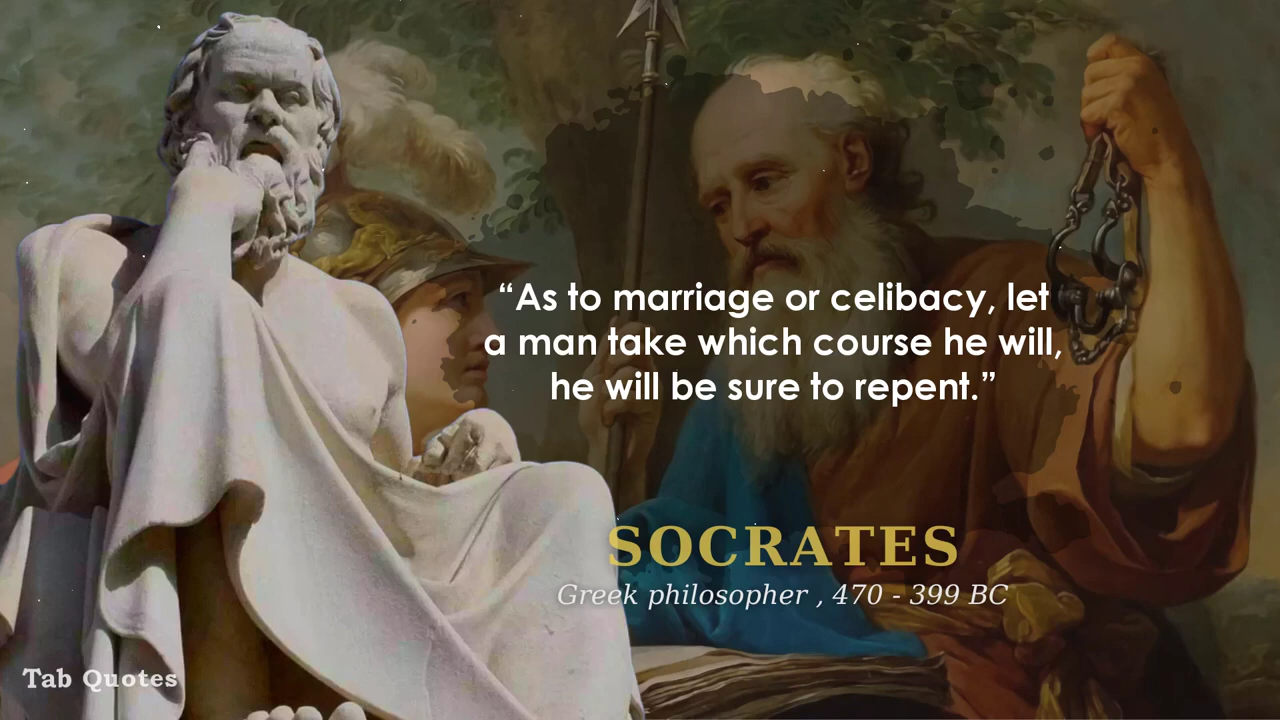 “As to marriage or celibacy, let
a man take which course he will,
he will be sure to repent.”
SOCRATES
Greek philosopher , 470 - 399 BC
Tab Quotes